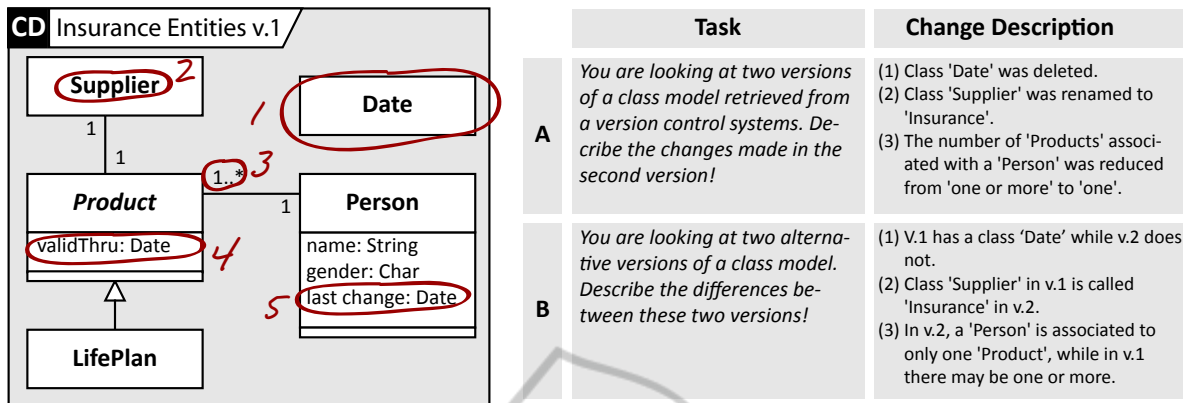 CD Insurance Entities v.1
Supplier 2
1 Date
1
1
1..* 3
Product
1 Person
validThru: Date 4
name: String
gender: Char
5 last change: Date
LifePlan
Task
Change Description
A
You are looking at two versions
of a class model retrieved from
a version control systems. De-
cribe the changes made in the
second version!
(1) Class 'Date' was deleted.
(2) Class 'Supplier' was renamed to
'Insurance'.
(3) The number of 'Products' associ-
ated with a 'Person' was reduced
from 'one or more' to 'one'.
B
You are looking at two alterna-
tive versions of a class model.
Describe the differences be-
tween these two versions!
(1) V.1 has a class ‘Date’ while v.2 does
not.
(2) Class 'Supplier' in v.1 is called
'Insurance' in v.2.
(3) In v.2, a 'Person' is associated to
only one 'Product', while in v.1
there may be one or more.